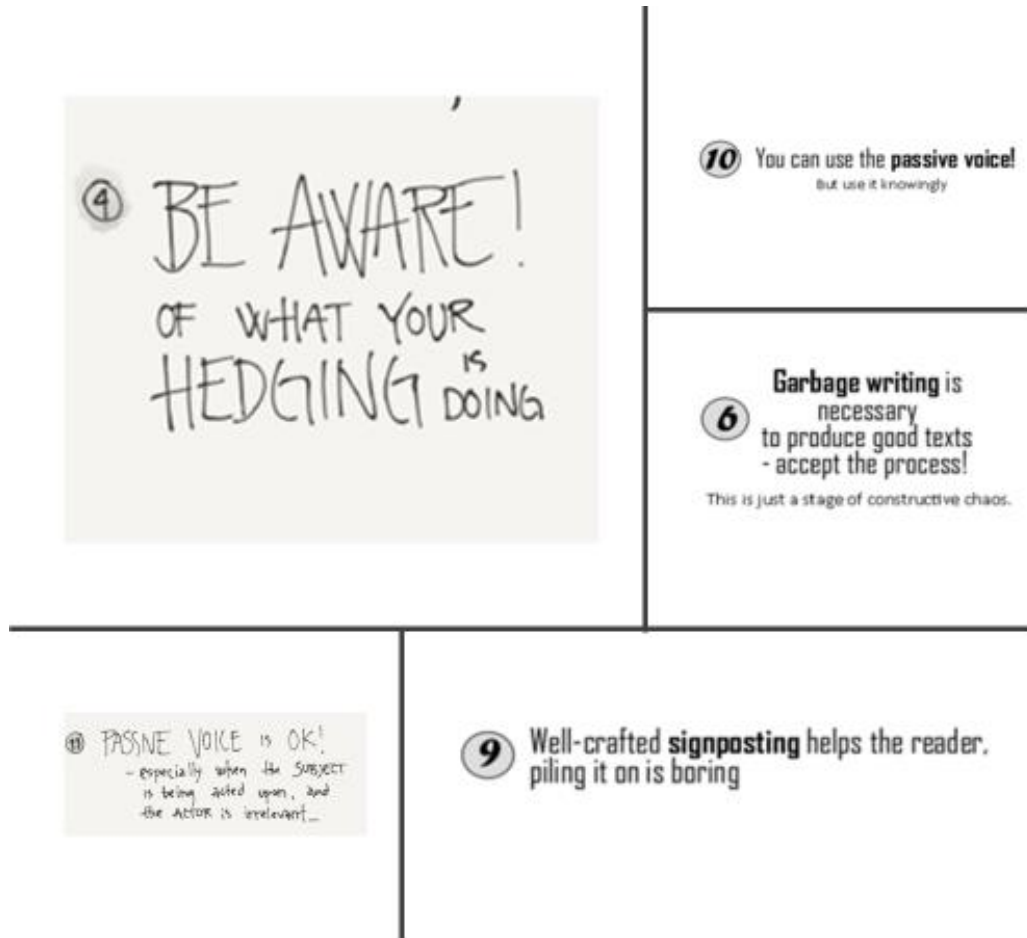 4 BE AWARE!
OF WHAT YOUR
HEDGING IS
DOING
10 You can use the passive voice!
But use it knowingly
6 Garbage writing is
necessary
to produce good texts
- accept the process!
This is just a stage of constructive chaos.
11 PASSIVE VOICE is OK!
- especially when the SUBJECT
is being acted upon, and
the ACTOR is irrelevant...
9 Well-crafted signposting helps the reader,
piling it on is boring